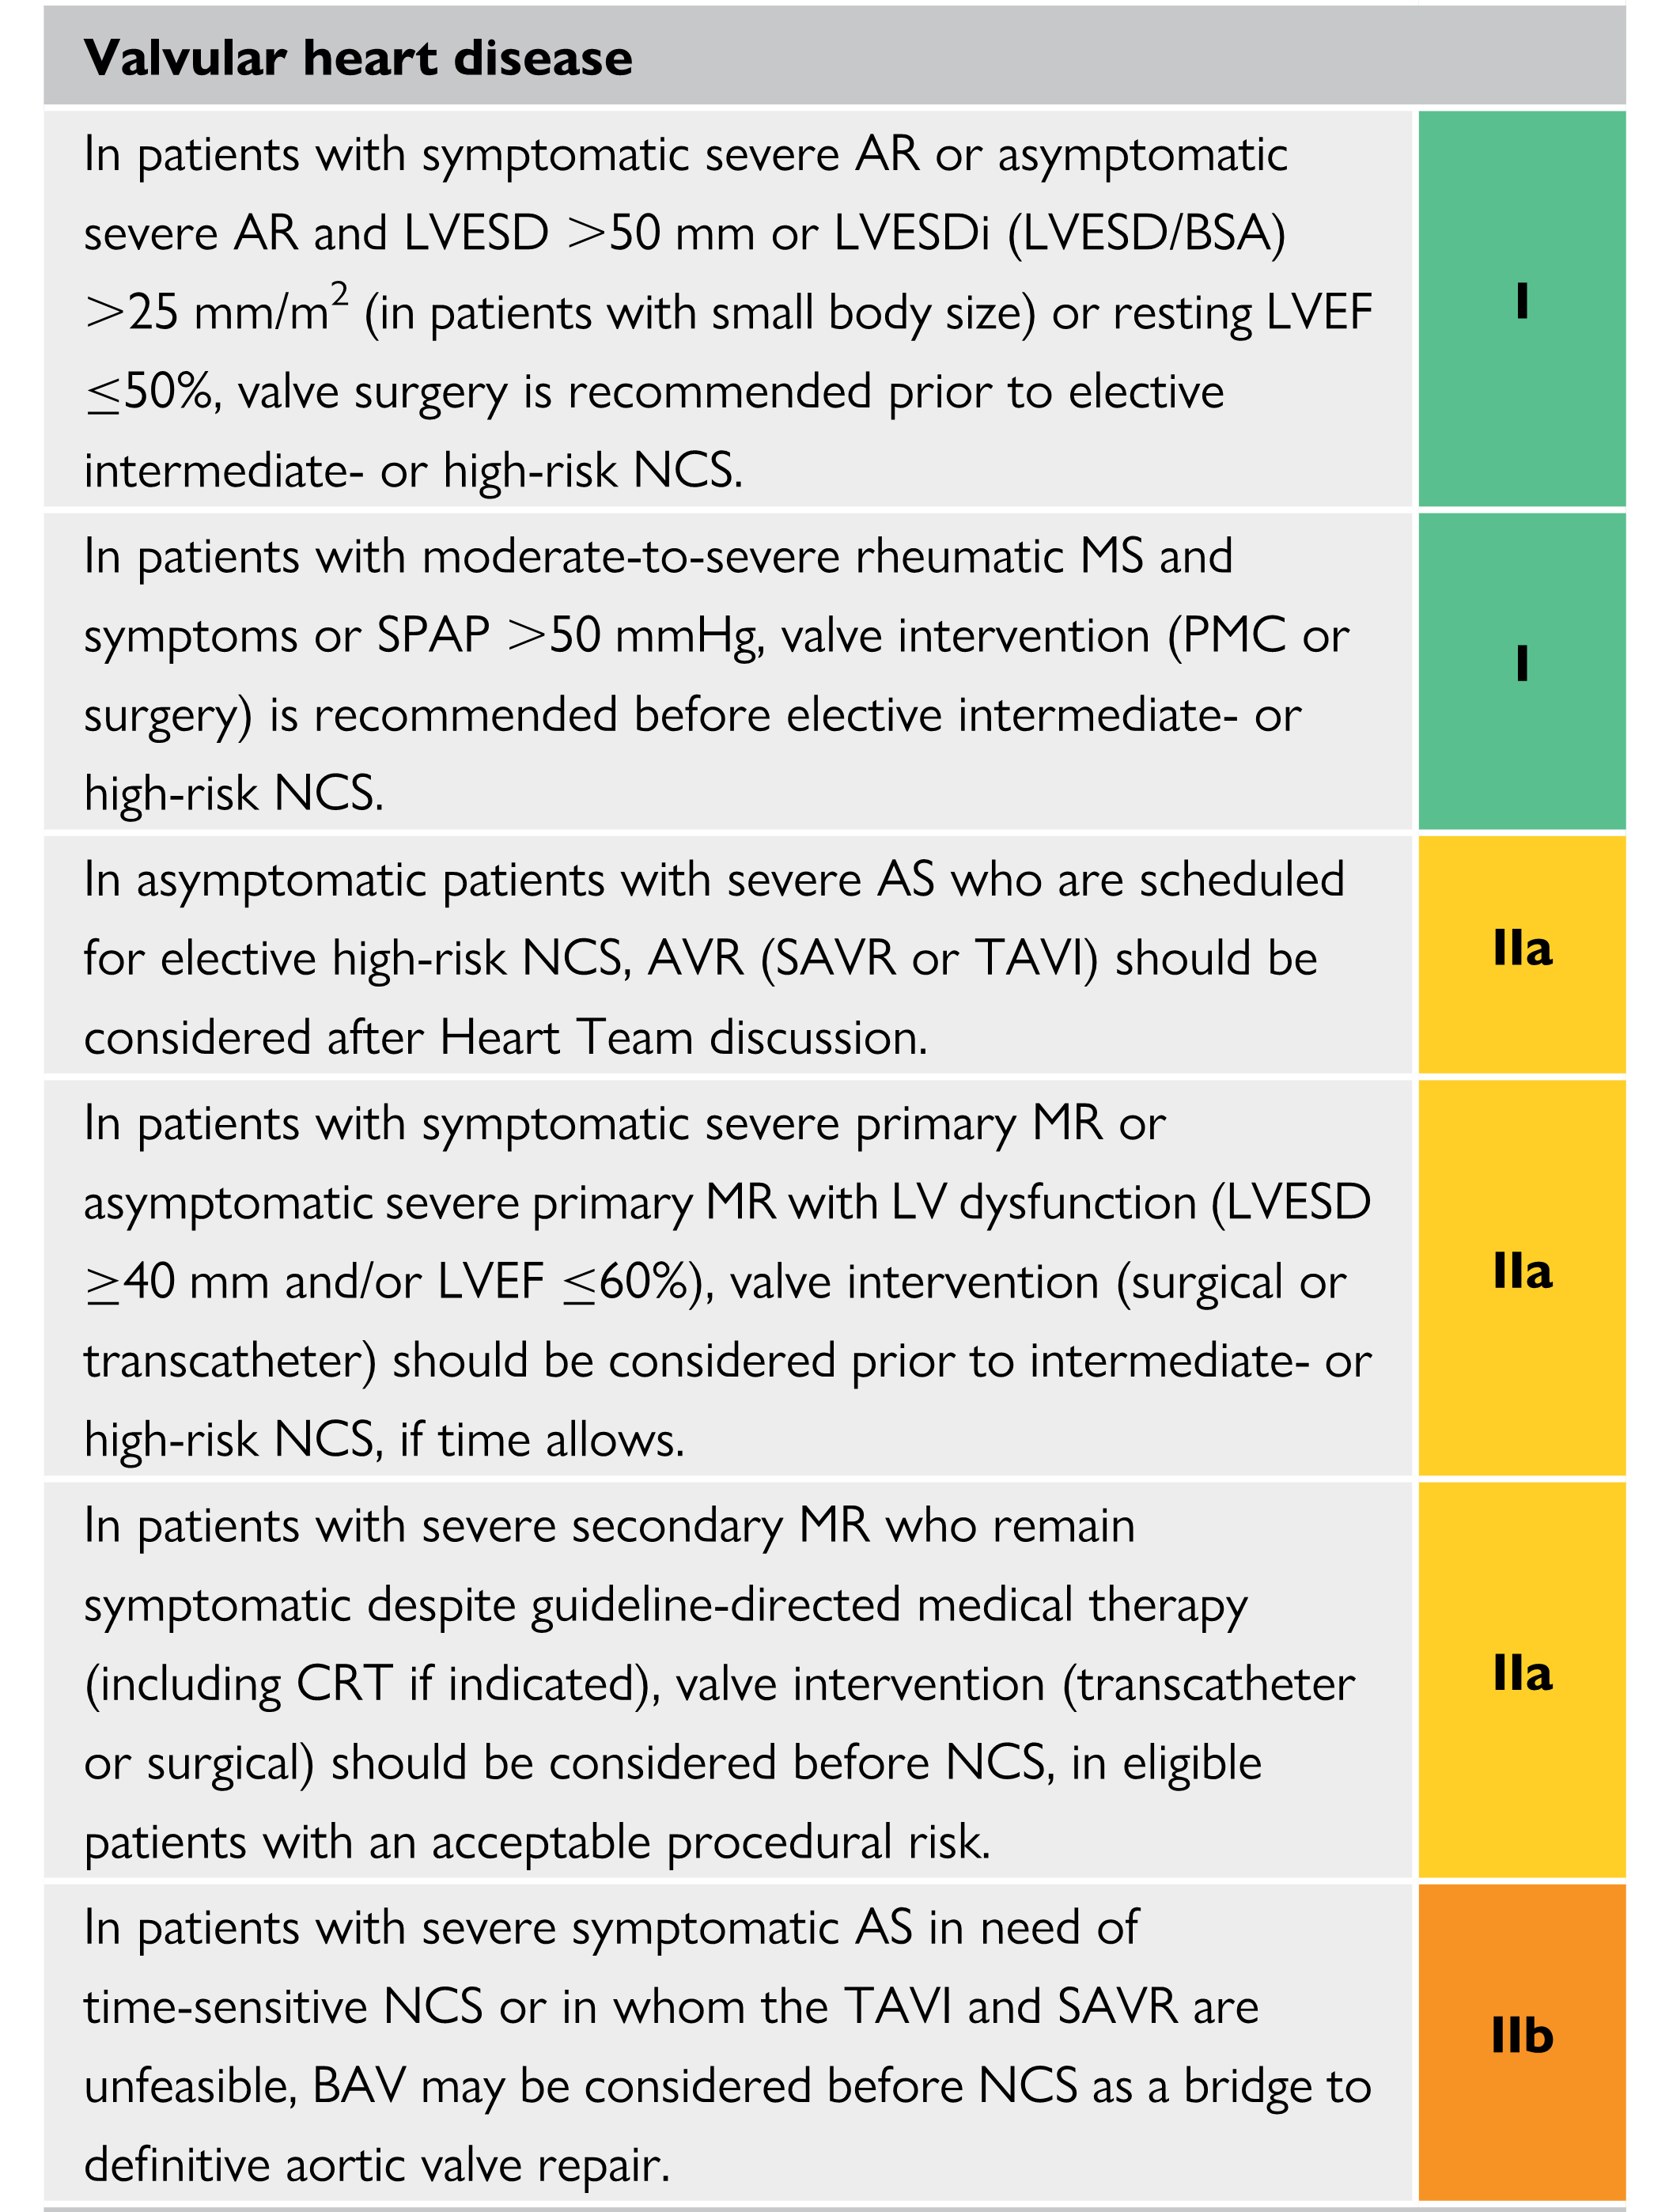 Valvular heart disease
In patients with symptomatic severe AR or asymptomatic
severe AR and LVESD >50 mm or LVESDi (LVESD/BSA)
>25 mm/m² (in patients with small body size) or resting LVEF
≤50%, valve surgery is recommended prior to elective
intermediate- or high-risk NCS.
I
In patients with moderate-to-severe rheumatic MS and
symptoms or SPAP >50 mmHg, valve intervention (PMC or
surgery) is recommended before elective intermediate- or
high-risk NCS.
I
In asymptomatic patients with severe AS who are scheduled
for elective high-risk NCS, AVR (SAVR or TAVI) should be
considered after Heart Team discussion.
IIa
In patients with symptomatic severe primary MR or
asymptomatic severe primary MR with LV dysfunction (LVESD
≥40 mm and/or LVEF ≤60%), valve intervention (surgical or
transcatheter) should be considered prior to intermediate- or
high-risk NCS, if time allows.
IIa
In patients with severe secondary MR who remain
symptomatic despite guideline-directed medical therapy
(including CRT if indicated), valve intervention (transcatheter
or surgical) should be considered before NCS, in eligible
patients with an acceptable procedural risk.
IIa
In patients with severe symptomatic AS in need of
time-sensitive NCS or in whom the TAVI and SAVR are
unfeasible, BAV may be considered before NCS as a bridge to
definitive aortic valve repair.
IIb